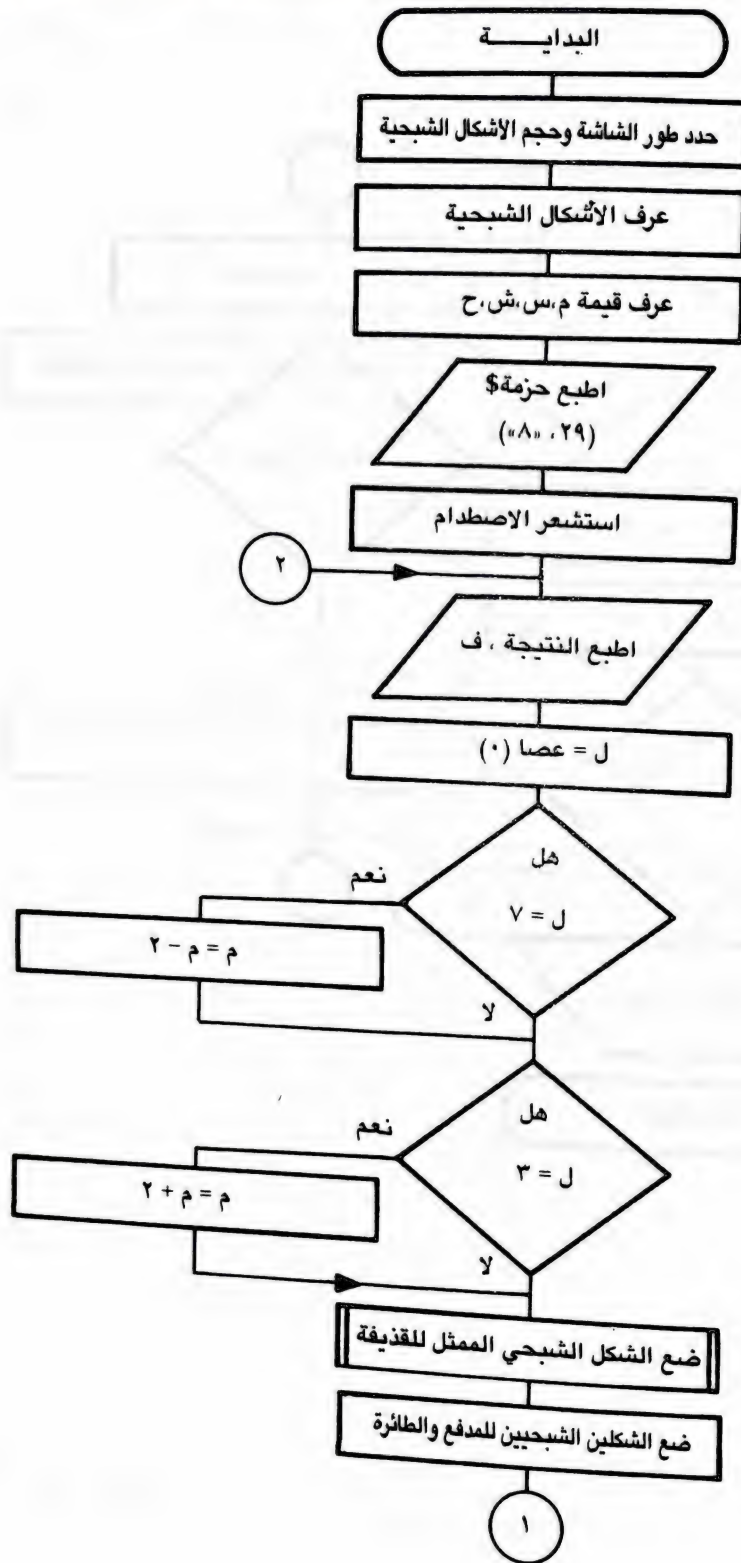 البدايـــــة
حدد طور الشاشة وحجم الأشكال الشبحية
عرف الأشكال الشبحية
عرف قيمة م،س،ش،ح
اطبع حزمة$
(٢٩، «٨»)
استشعر الاصطدام
٢
اطبع النتيجة ، ف
ل = عصا (٠)
هل
ل = ٧
نعم
م = م - ٢
لا
هل
ل = ٣
نعم
م = م + ٢
لا
ضع الشكل الشبحي الممثل للقذيفة
ضع الشكلين الشبحيين للمدفع والطائرة
١